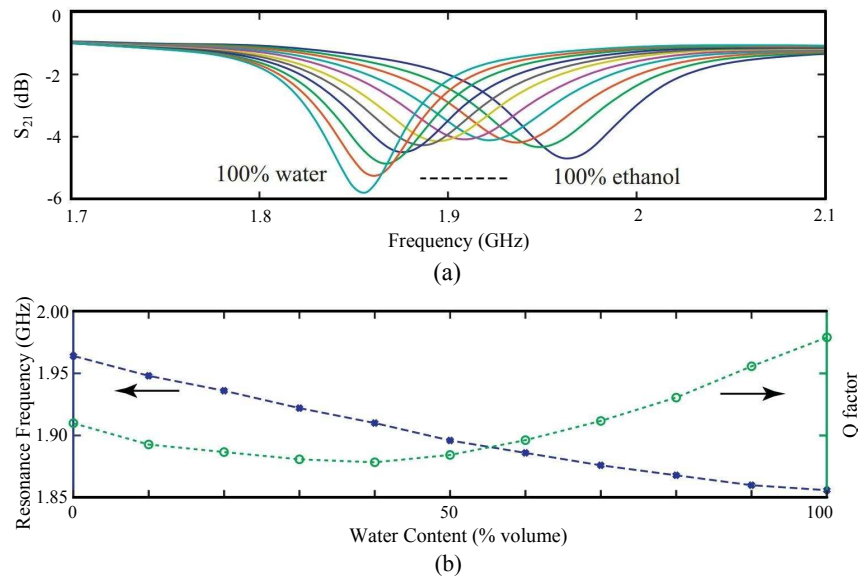 0
-2
-4
-6
S21 (dB)
100% water
100% ethanol
1.7
1.8
1.9
2
2.1
Frequency (GHz)
(a)
2.00
1.95
1.90
1.85
Resonance Frequency (GHz)
Q factor
0
50
100
Water Content (% volume)
(b)